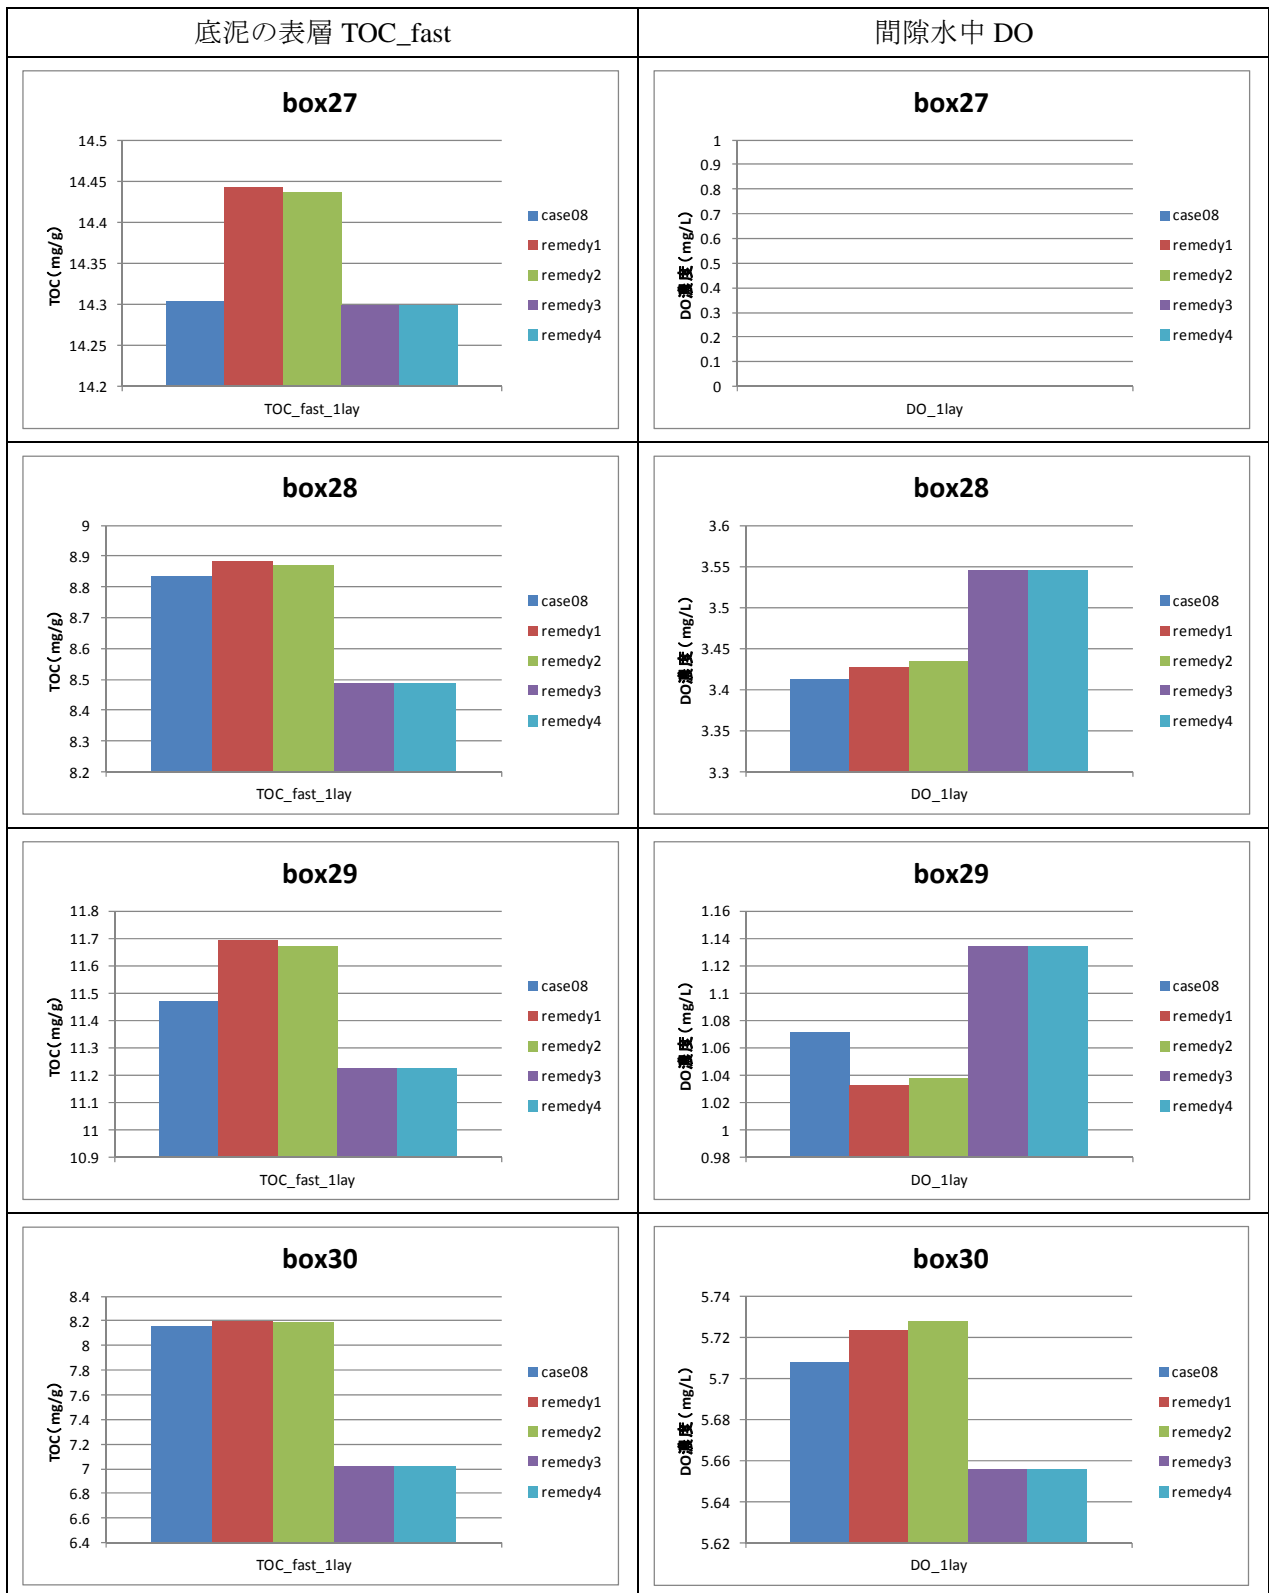 底泥の表層 TOC_fast
間隙水中 DO
box27
14.5
14.45
14.4
14.35
14.3
14.25
14.2
TOC(mg/g)
TOC_fast_1lay
case08
remedy1
remedy2
remedy3
remedy4
box27
1
0.9
0.8
0.7
0.6
0.5
0.4
0.3
0.2
0.1
0
DO濃度(mg/L)
DO_1lay
case08
remedy1
remedy2
remedy3
remedy4
box28
9
8.9
8.8
8.7
8.6
8.5
8.4
8.3
8.2
TOC(mg/g)
TOC_fast_1lay
case08
remedy1
remedy2
remedy3
remedy4
box28
3.6
3.55
3.5
3.45
3.4
3.35
3.3
DO濃度(mg/L)
DO_1lay
case08
remedy1
remedy2
remedy3
remedy4
box29
11.8
11.7
11.6
11.5
11.4
11.3
11.2
11.1
11
10.9
TOC(mg/g)
TOC_fast_1lay
case08
remedy1
remedy2
remedy3
remedy4
box29
1.16
1.14
1.12
1.1
1.08
1.06
1.04
1.02
1
0.98
DO濃度(mg/L)
DO_1lay
case08
remedy1
remedy2
remedy3
remedy4
box30
8.4
8.2
8
7.8
7.6
7.4
7.2
7
6.8
6.6
6.4
TOC(mg/g)
TOC_fast_1lay
case08
remedy1
remedy2
remedy3
remedy4
box30
5.74
5.72
5.7
5.68
5.66
5.64
5.62
DO濃度(mg/L)
DO_1lay
case08
remedy1
remedy2
remedy3
remedy4